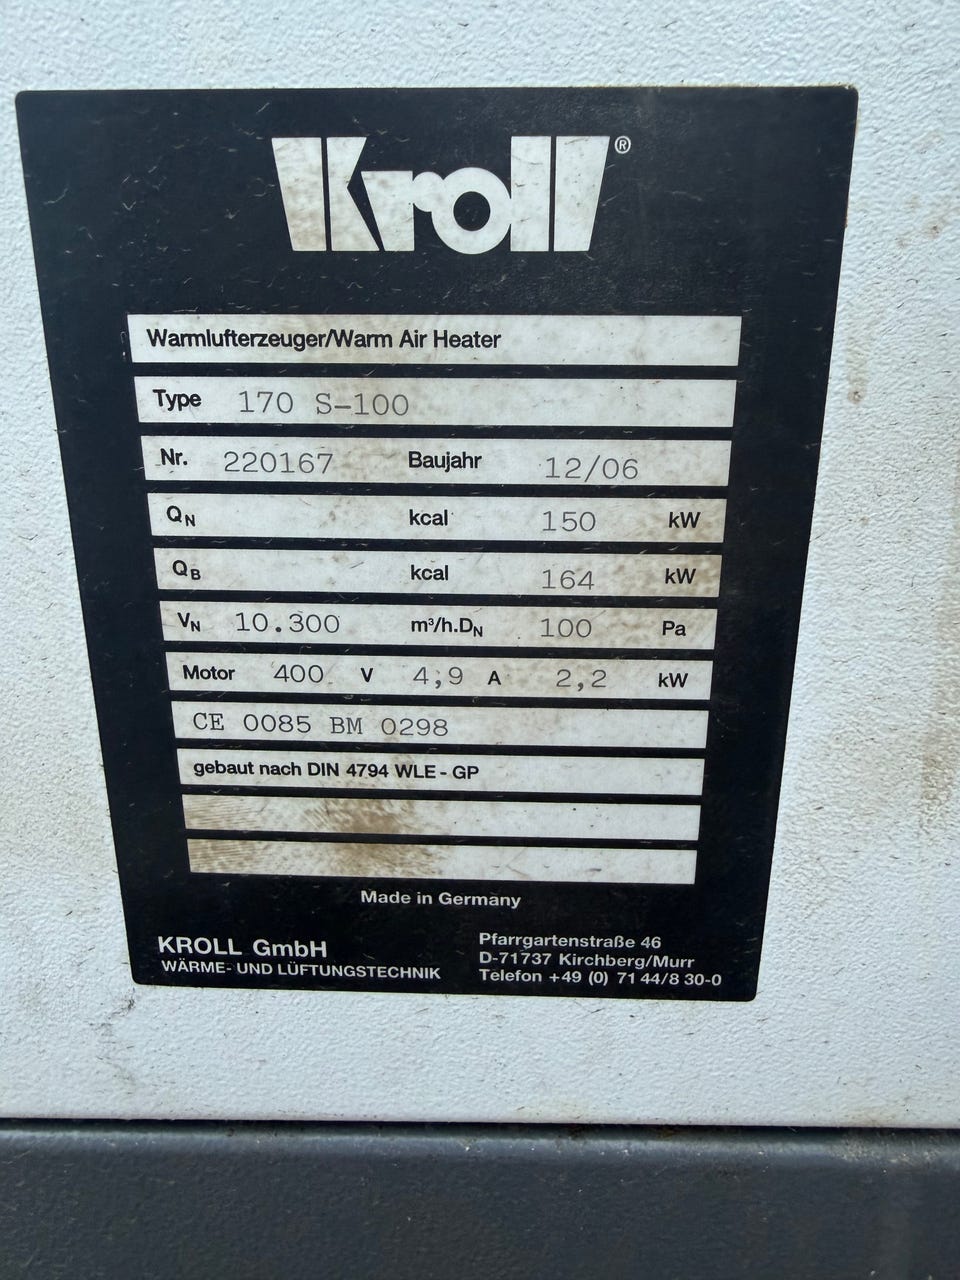 Kroll®
Warmlufterzeuger/Warm Air Heater
Type 170 S-100
Nr. 220167 Baujahr 12/06
QN kcal 150 kW
QB kcal 164 kW
VN 10.300 m³/h.DN 100 Pa
Motor 400 V 4,9 A 2,2 kW
CE 0085 BM 0298
gebaut nach DIN 4794 WLE - GP
Made in Germany
KROLL GmbH
WÄRME- UND LÜFTUNGSTECHNIK
Pfarrgartenstraße 46
D-71737 Kirchberg/Murr
Telefon +49 (0) 71 44/8 30-0